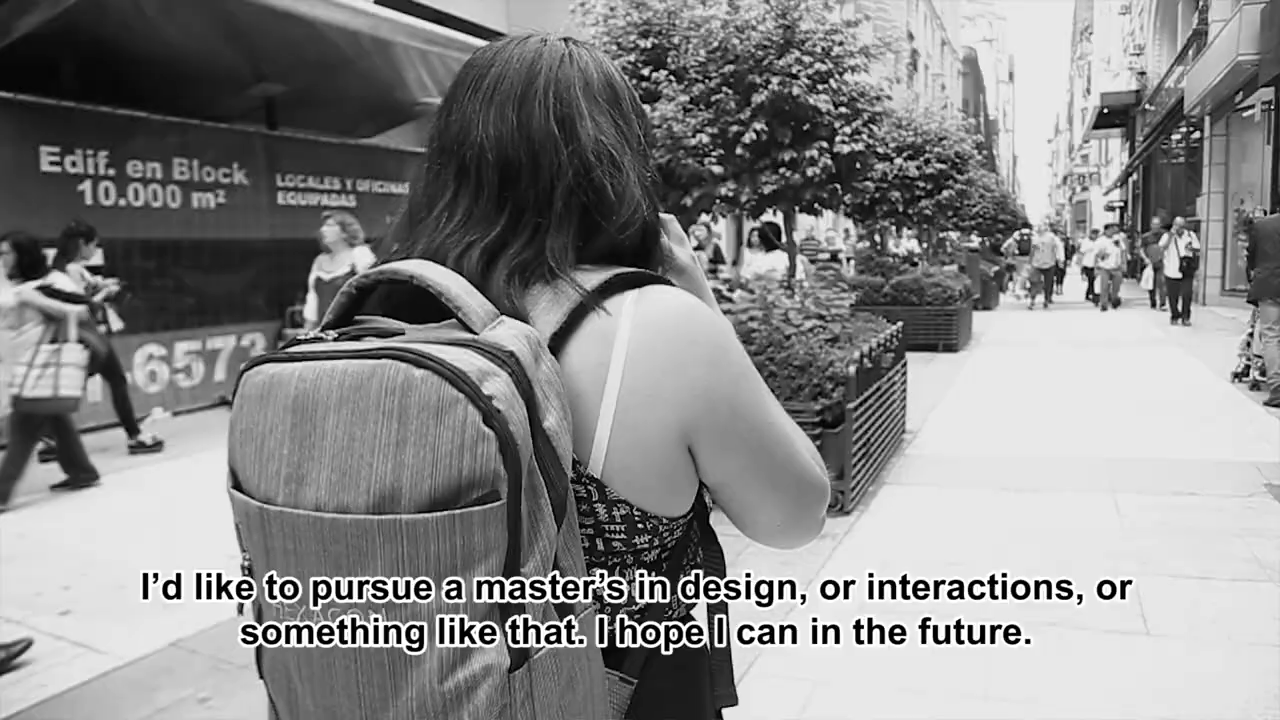 Edif. en Block
10.000 m²
LOCALES Y OFICINAS
EQUIPADAS
6573
HEXAGON
I'd like to pursue a master's in design, or interactions, or
something like that. I hope I can in the future.